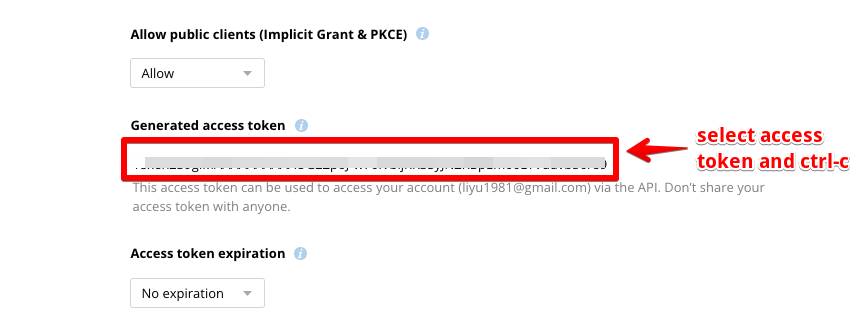 Allow public clients (Implicit Grant & PKCE)
Allow
Generated access token
select access
token and ctrl-c
This access token can be used to access your account (liyu1981@gmail.com) via the API. Don't share your
access token with anyone.
Access token expiration
No expiration